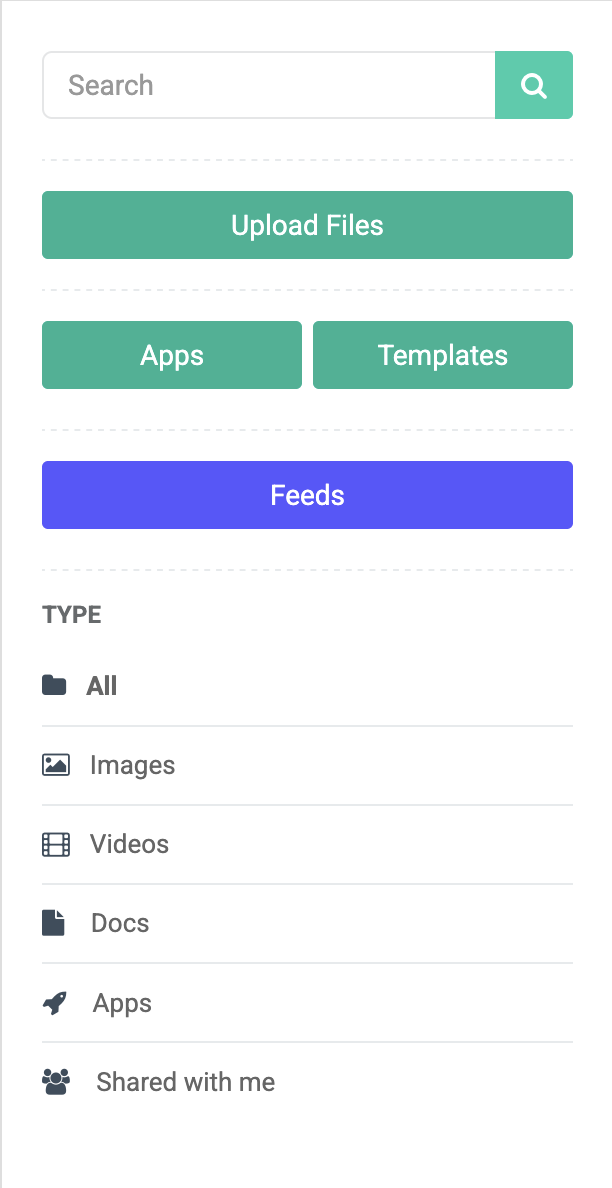 Search
Upload Files
Apps
Templates
Feeds
TYPE
All
Images
Videos
Docs
Apps
Shared with me